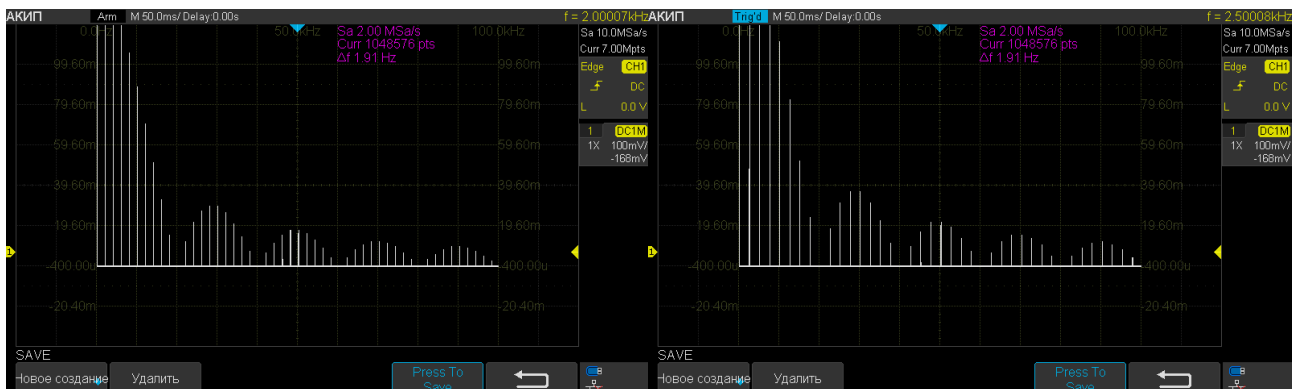 АКИП Arm M 50.0ms/ Delay:0.00s f = 2.00007kHz
0.0Hz 50.0kHz 100.0kHz
Sa 2.00 MSa/s
Curr 1048576 pts
Δf 1.91 Hz
99.60m 99.60m
79.60m 79.60m
59.60m 59.60m
39.60m 39.60m
19.60m 19.60m
-400.00u -400.00u
-20.40m -20.40m
Sa 10.0MSa/s
Curr 7.00Mpts
Edge CH1
DC
L 0.0 V
1 DC1M
1X 100mV/
-168mV
1
SAVE
Новое создание Удалить Press To Save
АКИП Trig'd M 50.0ms/ Delay:0.00s f = 2.50008kHz
0.0Hz 50.0kHz 100.0kHz
Sa 2.00 MSa/s
Curr 1048576 pts
Δf 1.91 Hz
99.60m 99.60m
79.60m 79.60m
59.60m 59.60m
39.60m 39.60m
19.60m 19.60m
-400.00u -400.00u
-20.40m -20.40m
Sa 10.0MSa/s
Curr 7.00Mpts
Edge CH1
DC
L 0.0 V
1 DC1M
1X 100mV/
-168mV
1
SAVE
Новое создание Удалить Press To Save